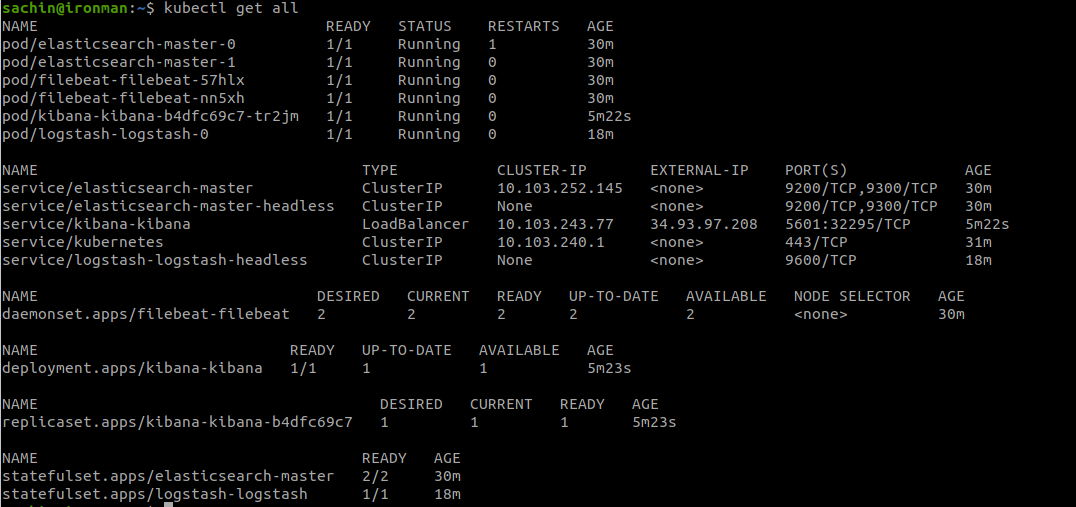 sachin@ironman:~$ kubectl get all
NAME READY STATUS RESTARTS AGE
pod/elasticsearch-master-0 1/1 Running 1 30m
pod/elasticsearch-master-1 1/1 Running 0 30m
pod/filebeat-filebeat-57hlx 1/1 Running 0 30m
pod/filebeat-filebeat-nn5xh 1/1 Running 0 30m
pod/kibana-kibana-b4dfc69c7-tr2jm 1/1 Running 0 5m22s
pod/logstash-logstash-0 1/1 Running 0 18m
NAME TYPE CLUSTER-IP EXTERNAL-IP PORT(S) AGE
service/elasticsearch-master ClusterIP 10.103.252.145 <none> 9200/TCP,9300/TCP 30m
service/elasticsearch-master-headless ClusterIP None <none> 9200/TCP,9300/TCP 30m
service/kibana-kibana LoadBalancer 10.103.243.77 34.93.97.208 5601:32295/TCP 5m22s
service/kubernetes ClusterIP 10.103.240.1 <none> 443/TCP 31m
service/logstash-logstash-headless ClusterIP None <none> 9600/TCP 18m
NAME DESIRED CURRENT READY UP-TO-DATE AVAILABLE NODE SELECTOR AGE
daemonset.apps/filebeat-filebeat 2 2 2 2 2 <none> 30m
NAME READY UP-TO-DATE AVAILABLE AGE
deployment.apps/kibana-kibana 1/1 1 1 5m23s
NAME DESIRED CURRENT READY AGE
replicaset.apps/kibana-kibana-b4dfc69c7 1 1 1 5m23s
NAME READY AGE
statefulset.apps/elasticsearch-master 2/2 30m
statefulset.apps/logstash-logstash 1/1 18m